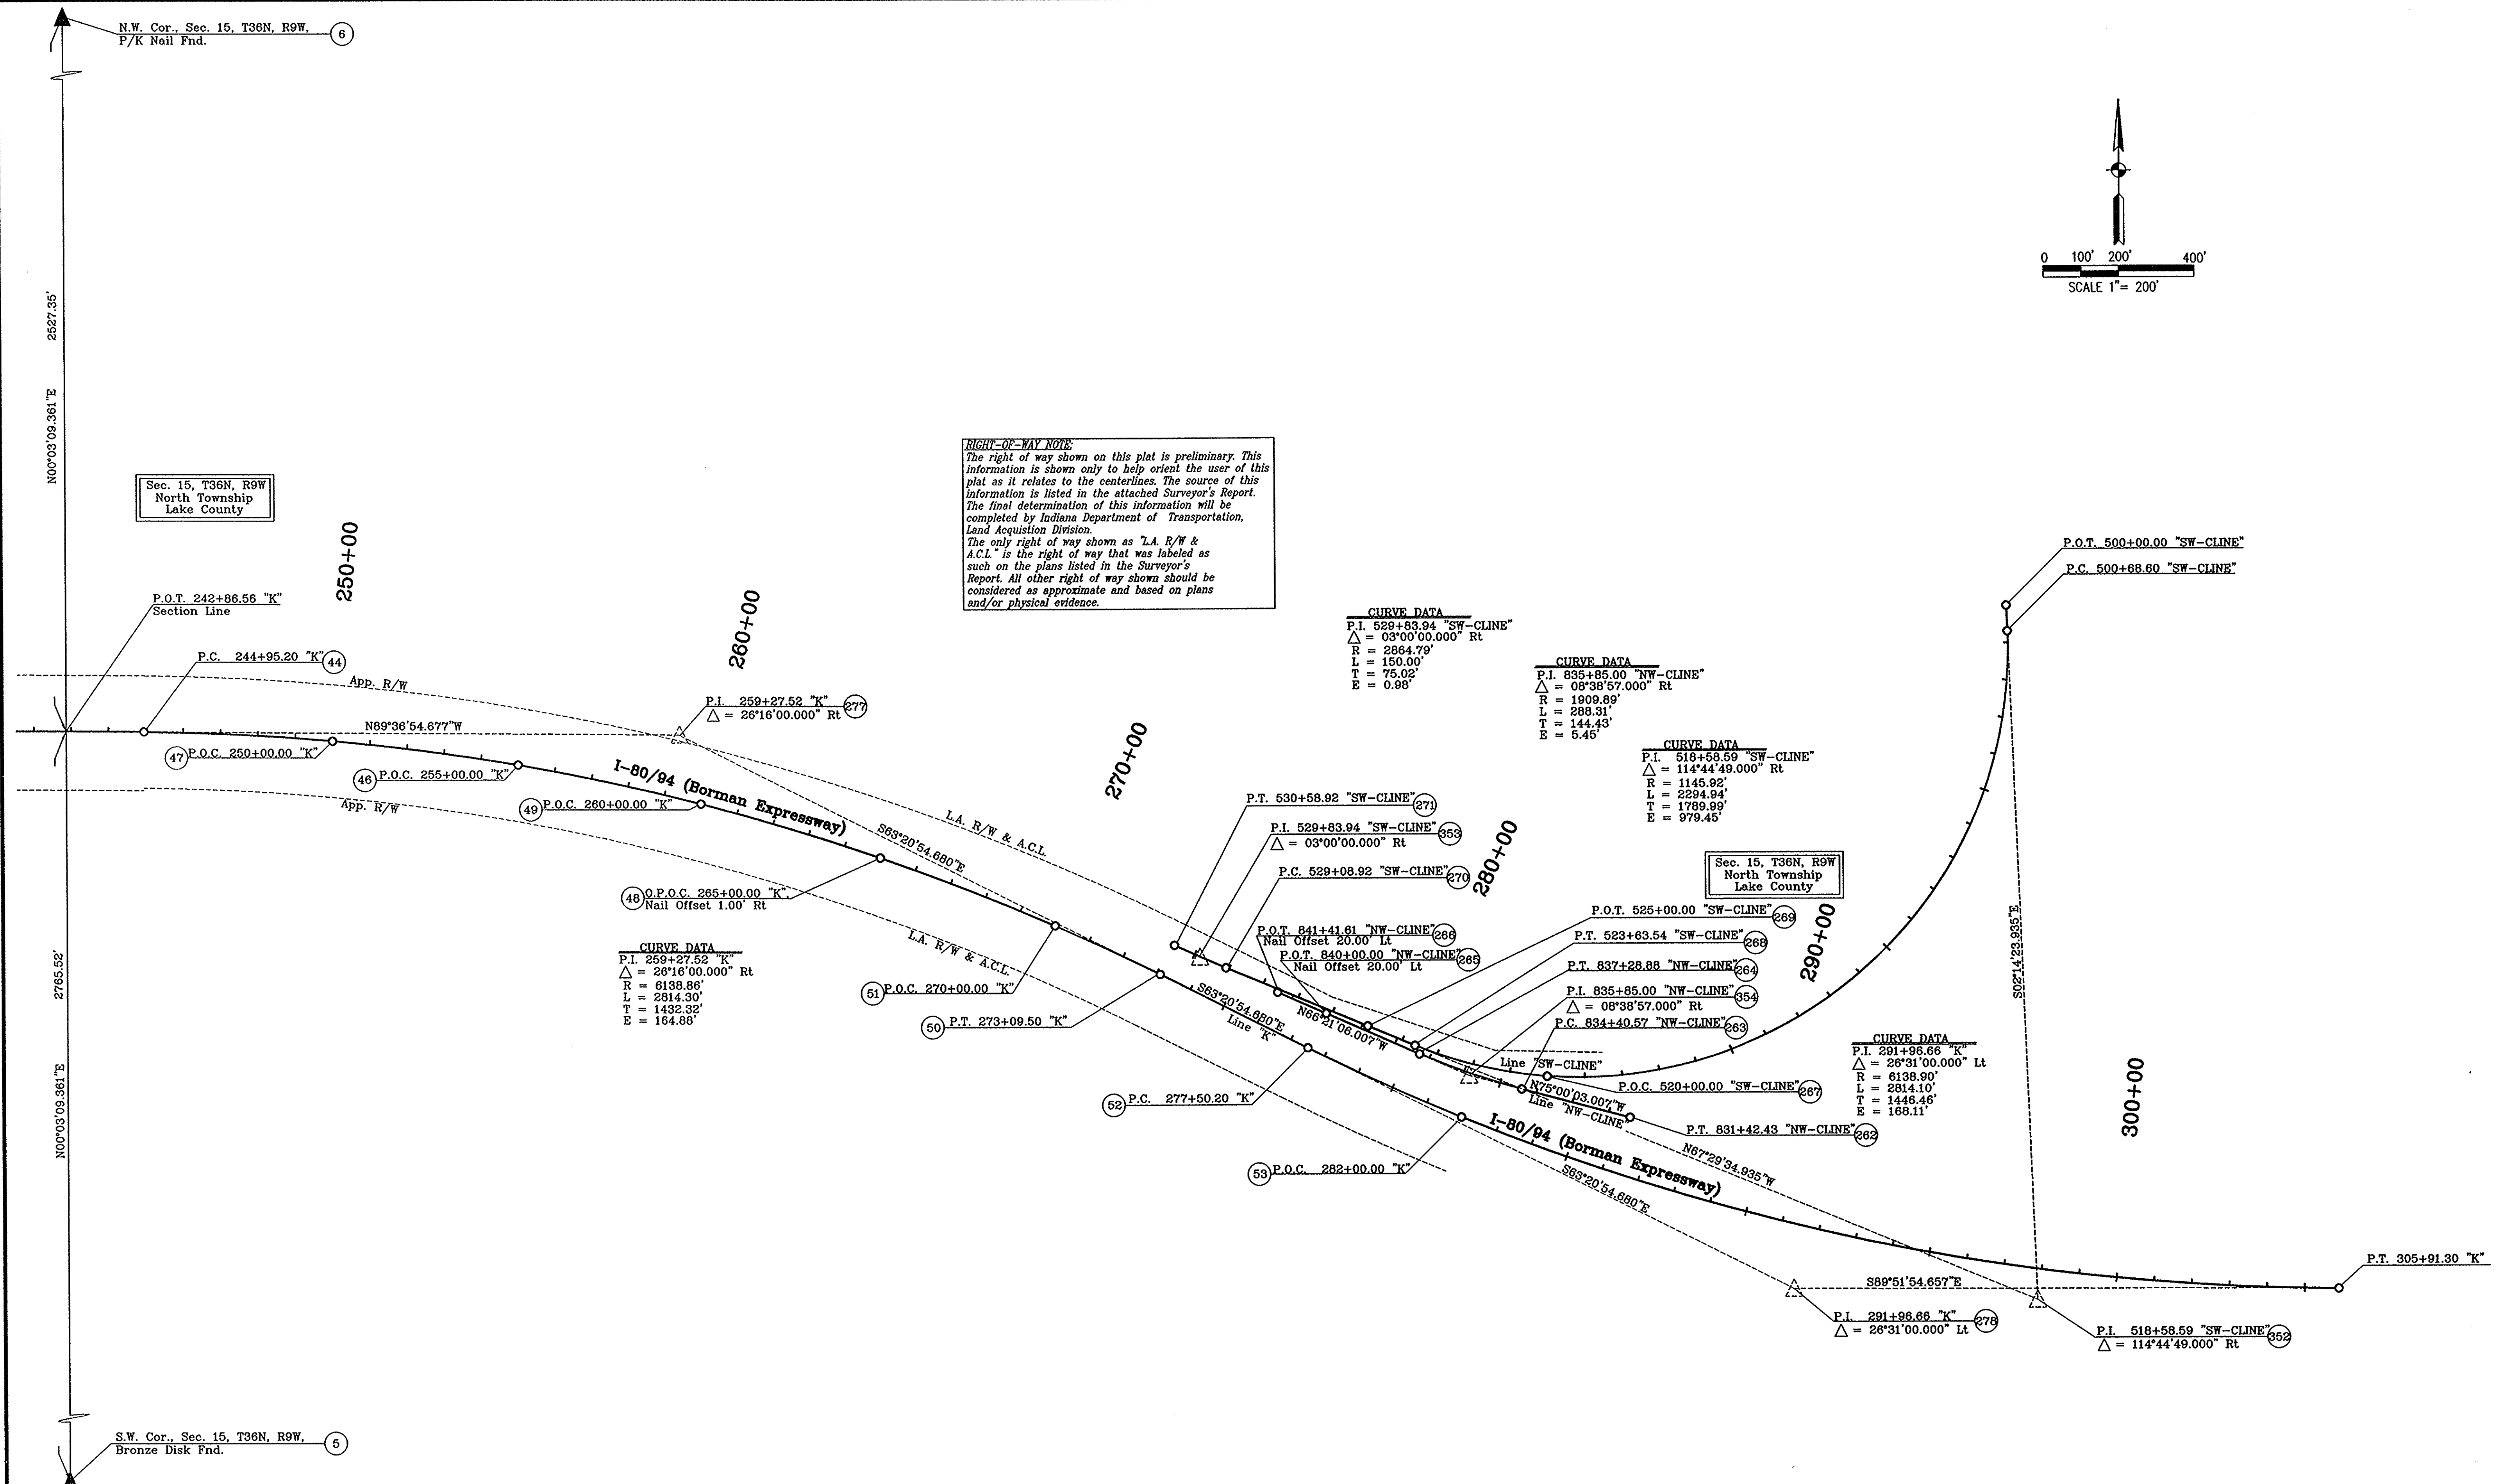 N.W. Cor., Sec. 15, T36N, R9W,
P/K Nail Fnd.
6
0 100' 200' 400'
SCALE 1"= 200'
2527.35'
N00°03'09.361"E
Sec. 15, T36N, R9W
North Township
Lake County
250+00
260+00
270+00
280+00
290+00
300+00
RIGHT-OF-WAY NOTE:
The right of way shown on this plat is preliminary. This
information is shown only to help orient the user of this
plat as it relates to the centerlines. The source of this
information is listed in the attached Surveyor's Report.
The final determination of this information will be
completed by Indiana Department of Transportation,
Land Acquistion Division.
The only right of way shown as "L.A. R/W &
A.C.L." is the right of way that was labeled as
such on the plans listed in the Surveyor's
Report. All other right of way shown should be
considered as approximate and based on plans
and/or physical evidence.
P.O.T. 500+00.00 "SW-CLINE"
P.C. 500+68.60 "SW-CLINE"
P.O.T. 242+86.56 "K"
Section Line
P.C. 244+95.20 "K" 44
App. R/W
P.I. 259+27.52 "K" 277
△ = 26°16'00.000" Rt
N89°36'54.677"W
47 P.O.C. 250+00.00 "K"
46 P.O.C. 255+00.00 "K"
49 P.O.C. 260+00.00 "K"
App. R/W
I-80/94 (Borman Expressway)
S63°20'54.680"E
L.A. R/W & A.C.L.
48 O.P.O.C. 265+00.00 "K"
Nail Offset 1.00' Rt
L.A. R/W & A.C.L.
CURVE DATA
P.I. 259+27.52 "K"
△ = 26°16'00.000" Rt
R = 6138.86'
L = 2814.30'
T = 1432.32'
E = 164.88'
51 P.O.C. 270+00.00 "K"
50 P.T. 273+09.50 "K"
52 P.C. 277+50.20 "K"
53 P.O.C. 282+00.00 "K"
S63°20'54.680"E
Line "K"
CURVE DATA
P.I. 529+83.94 "SW-CLINE"
△ = 03°00'00.000" Rt
R = 2864.79'
L = 150.00'
T = 75.02'
E = 0.98'
CURVE DATA
P.I. 835+85.00 "NW-CLINE"
△ = 08°38'57.000" Rt
R = 1909.89'
L = 288.31'
T = 144.43'
E = 5.45'
CURVE DATA
P.I. 518+58.59 "SW-CLINE"
△ = 114°44'49.000" Rt
R = 1145.92'
L = 2294.94'
T = 1789.99'
E = 979.45'
P.T. 530+58.92 "SW-CLINE" 271
P.I. 529+83.94 "SW-CLINE" 353
△ = 03°00'00.000" Rt
P.C. 529+08.92 "SW-CLINE" 270
Sec. 15, T36N, R9W
North Township
Lake County
P.O.T. 841+41.61 "NW-CLINE" 266
Nail Offset 20.00' Lt
P.O.T. 840+00.00 "NW-CLINE" 265
Nail Offset 20.00' Lt
P.O.T. 525+00.00 "SW-CLINE" 269
P.T. 523+63.54 "SW-CLINE" 268
P.T. 837+28.88 "NW-CLINE" 264
P.I. 835+85.00 "NW-CLINE" 354
△ = 08°38'57.000" Rt
P.C. 834+40.57 "NW-CLINE" 263
N66°21'06.007"W
Line "SW-CLINE"
P.O.C. 520+00.00 "SW-CLINE" 267
N75°00'03.007"W
Line "NW-CLINE"
P.T. 831+42.43 "NW-CLINE" 262
N67°29'34.935"W
I-80/94 (Borman Expressway)
S63°20'54.680"E
S02°14'23.935"E
CURVE DATA
P.I. 291+96.66 "K"
△ = 26°31'00.000" Lt
R = 6138.90'
L = 2814.10'
T = 1446.46'
E = 168.11'
P.T. 305+91.30 "K"
S89°51'54.657"E
P.I. 291+96.66 "K" 278
△ = 26°31'00.000" Lt
P.I. 518+58.59 "SW-CLINE" 352
△ = 114°44'49.000" Rt
2765.52'
N00°03'09.361"E
S.W. Cor., Sec. 15, T36N, R9W,
Bronze Disk Fnd.
5